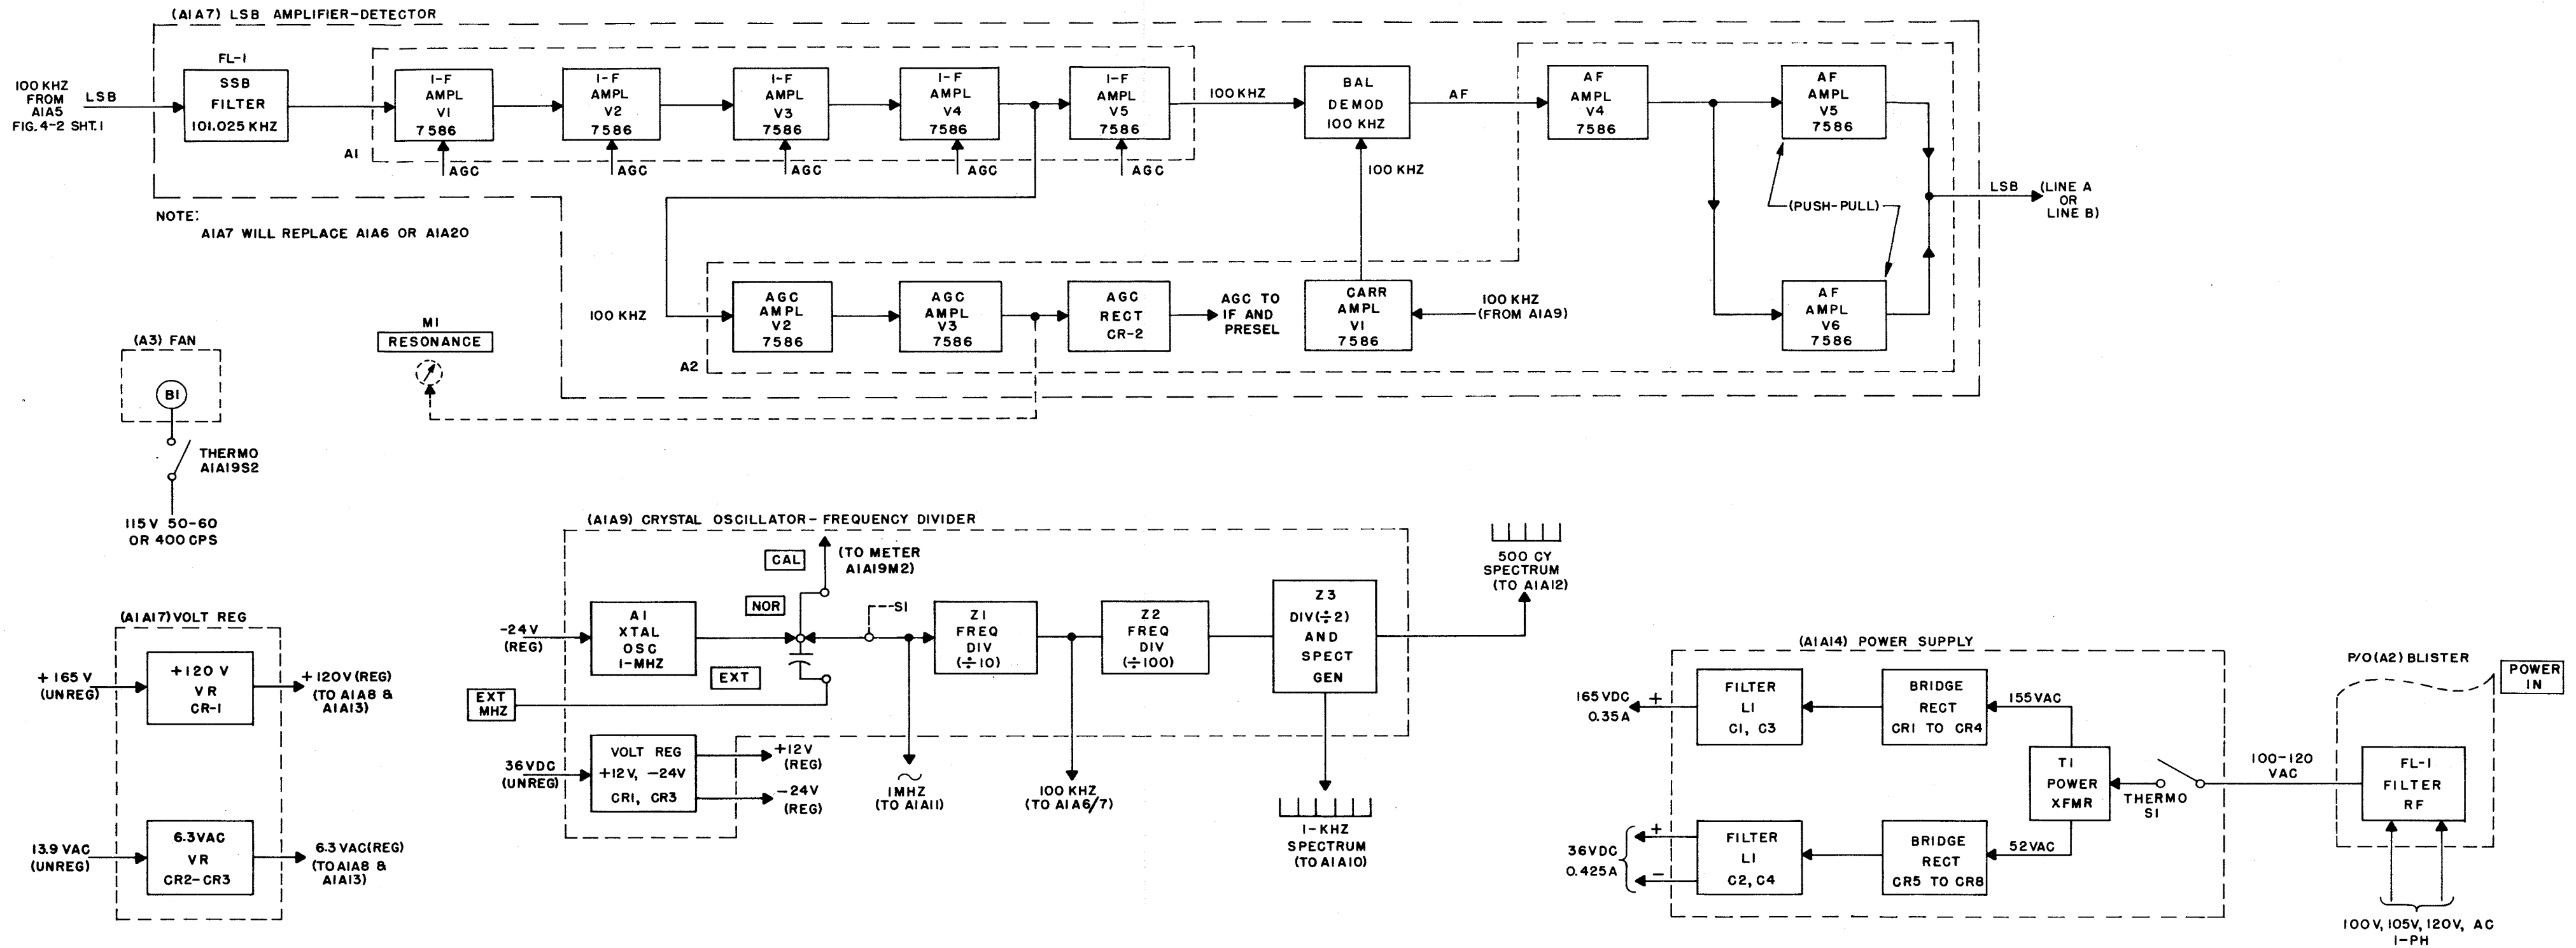 (A1A7) LSB AMPLIFIER-DETECTOR
100 KHZ
FROM
A1A5
FIG. 4-2 SHT.1
LSB
FL-1
SSB
FILTER
101.025 KHZ
A1
I-F
AMPL
V1
7586
AGC
I-F
AMPL
V2
7586
AGC
I-F
AMPL
V3
7586
AGC
I-F
AMPL
V4
7586
AGC
I-F
AMPL
V5
7586
AGC
100 KHZ
BAL
DEMOD
100 KHZ
100 KHZ
AF
AF
AMPL
V4
7586
AF
AMPL
V5
7586
(PUSH-PULL)
AF
AMPL
V6
7586
LSB
(LINE A
OR
LINE B)
NOTE:
A1A7 WILL REPLACE A1A6 OR A1A20
100 KHZ
A2
AGC
AMPL
V2
7586
AGC
AMPL
V3
7586
AGC
RECT
CR-2
AGC TO
IF AND
PRESEL
CARR
AMPL
V1
7586
100 KHZ
(FROM A1A9)
M1
RESONANCE
(A3) FAN
B1
THERMO
A1A19S2
115V 50-60
OR 400 CPS
(A1A17) VOLT REG
+165 V
(UNREG)
+120 V
VR
CR-1
+120V (REG)
(TO A1A8 &
A1A13)
13.9 VAC
(UNREG)
6.3VAC
VR
CR2-CR3
6.3 VAC(REG)
(TO A1A8 &
A1A13)
(A1A9) CRYSTAL OSCILLATOR-FREQUENCY DIVIDER
-24V
(REG)
A1
XTAL
OSC
1-MHZ
CAL
(TO METER
A1A19M2)
NOR
S1
EXT
EXT
MHZ
Z1
FREQ
DIV
(÷10)
Z2
FREQ
DIV
(÷100)
Z3
DIV(÷2)
AND
SPECT
GEN
500 CY
SPECTRUM
(TO A1A12)
36VDC
(UNREG)
VOLT REG
+12V, -24V
CR1, CR3
+12V
(REG)
-24V
(REG)
1MHZ
(TO A1A11)
100 KHZ
(TO A1A6/7)
1-KHZ
SPECTRUM
(TO A1A10)
(A1A14) POWER SUPPLY
165VDC
0.35A
+
FILTER
L1
C1, C3
BRIDGE
RECT
CR1 TO CR4
155VAC
T1
POWER
XFMR
THERMO
S1
100-120
VAC
36VDC
0.425A
+
-
FILTER
L1
C2, C4
BRIDGE
RECT
CR5 TO CR8
52VAC
P/O (A2) BLISTER
POWER
IN
FL-1
FILTER
RF
100V, 105V, 120V, AC
1-PH